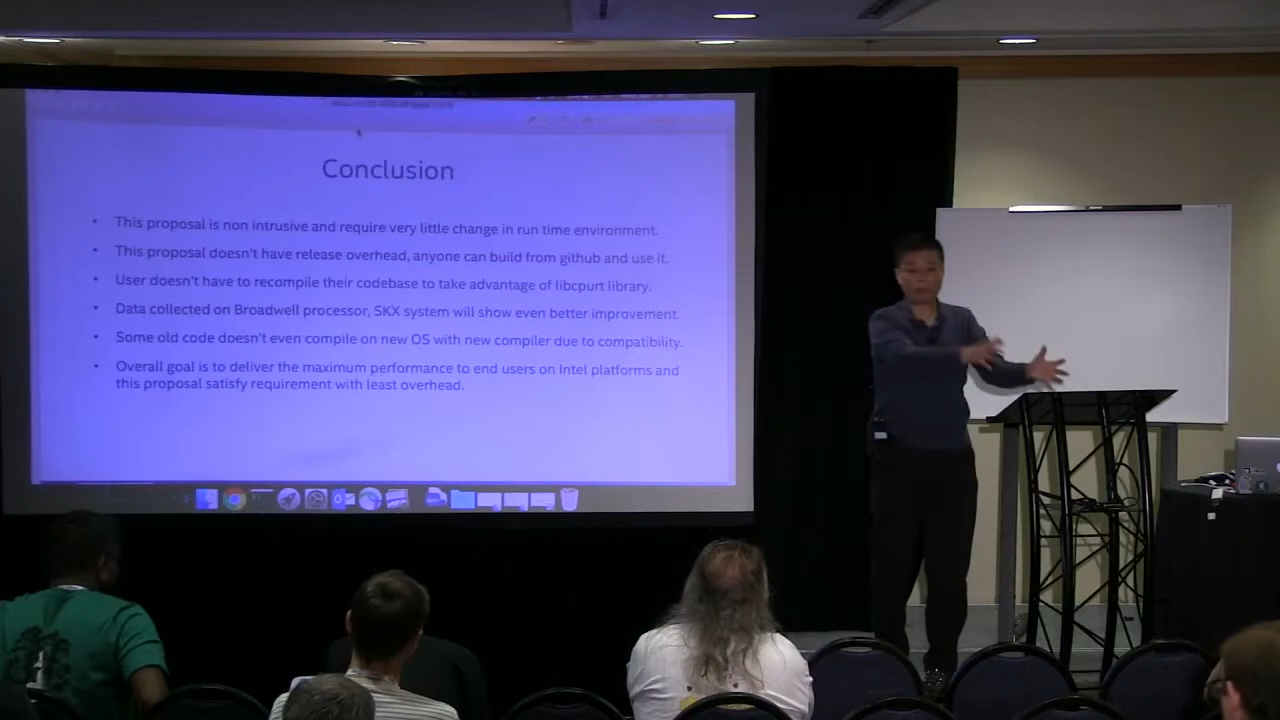 Conclusion
• This proposal is non intrusive and require very little change in run time environment.
• This proposal doesn't have release overhead, anyone can build from github and use it.
• User doesn't have to recompile their codebase to take advantage of libcpurt library.
• Data collected on Broadwell processor, SKX system will show even better improvement.
• Some old code doesn't even compile on new OS with new compiler due to compatibility.
• Overall goal is to deliver the maximum performance to end users on Intel platforms and
this proposal satisfy requirement with least overhead.